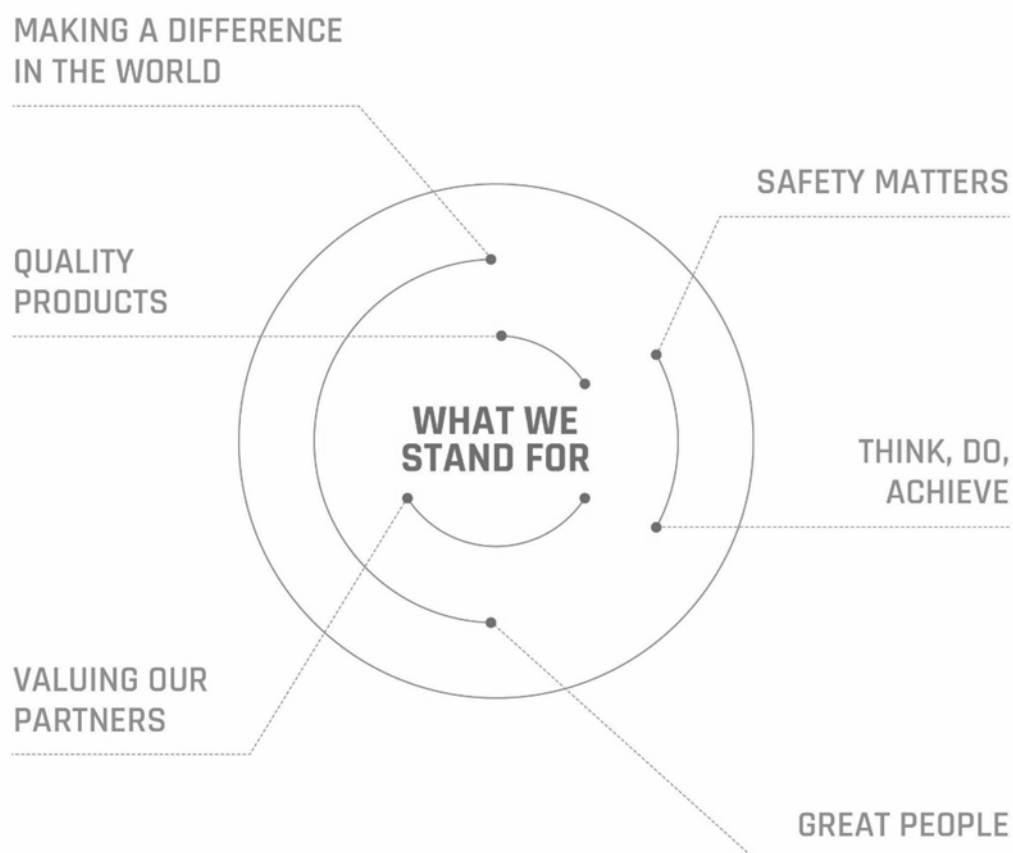 MAKING A DIFFERENCE
IN THE WORLD
SAFETY MATTERS
QUALITY
PRODUCTS
WHAT WE
STAND FOR
THINK, DO,
ACHIEVE
VALUING OUR
PARTNERS
GREAT PEOPLE